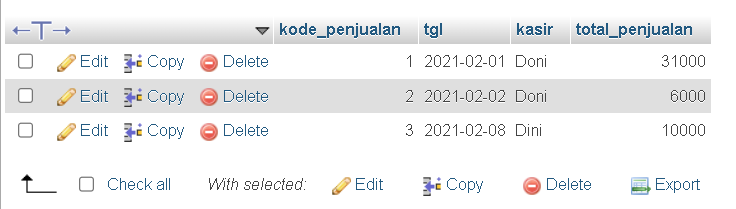 kode_penjualan tgl kasir total_penjualan
Edit Copy Delete 1 2021-02-01 Doni 31000
Edit Copy Delete 2 2021-02-02 Doni 6000
Edit Copy Delete 3 2021-02-08 Dini 10000
Check all With selected: Edit Copy Delete Export